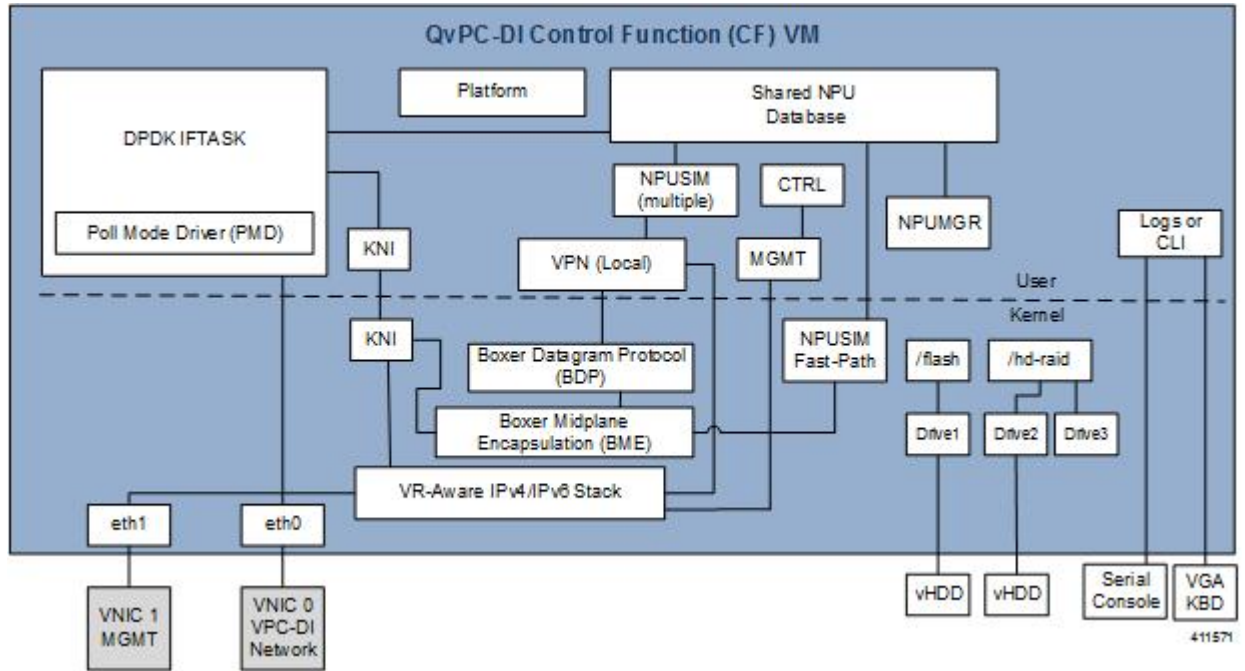 QvPC-DI Control Function (CF) VM
Platform
Shared NPU
Database
DPDK IFTASK
NPUSIM
(multiple)
CTRL
NPUMGR
Logs or
CLI
Poll Mode Driver (PMD)
KNI
VPN (Local)
MGMT
User
Kernel
KNI
NPUSIM
Fast-Path
Boxer Datagram Protocol
(BDP)
/flash
/hd-raid
Boxer Midplane
Encapsulation (BME)
Drive1
Drive2
Drive3
VR-Aware IPv4/IPv6 Stack
eth1
eth0
VNIC 1
MGMT
VNIC 0
VPC-DI
Network
vHDD
vHDD
Serial
Console
VGA
KBD
411571